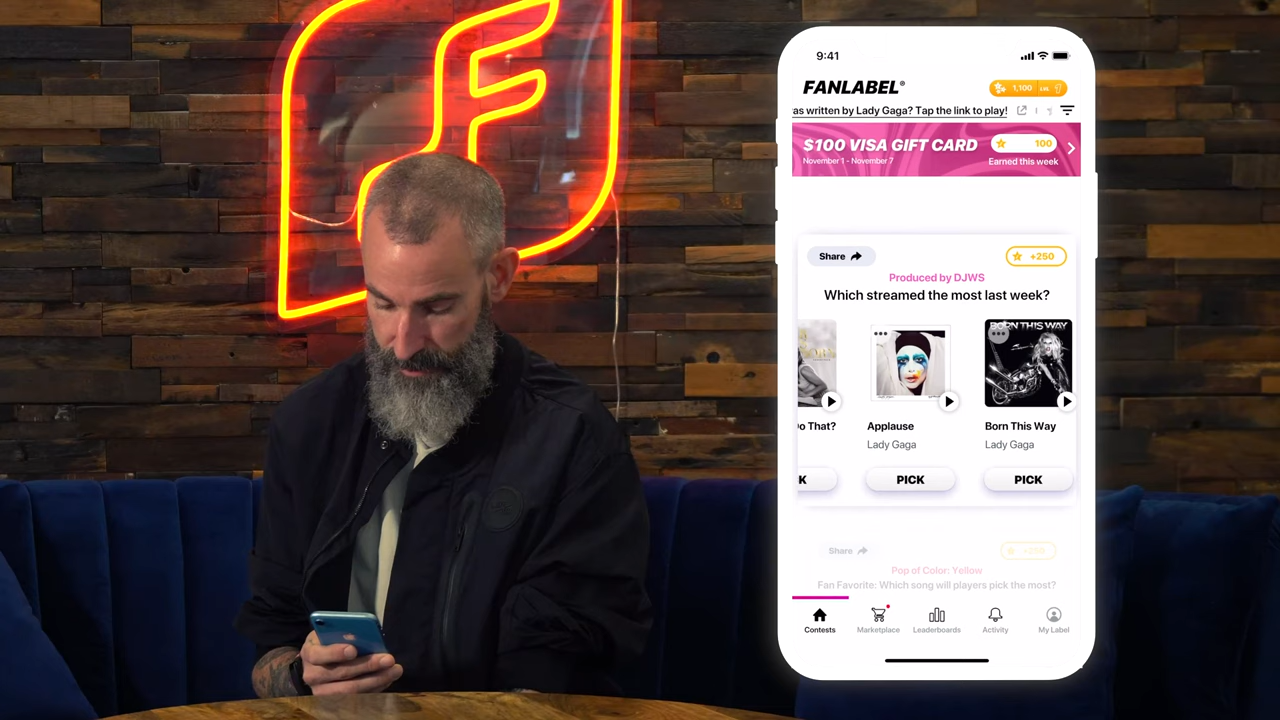 9:41
FANLABEL®
1,100 LVL
as written by Lady Gaga? Tap the link to play!
$100 VISA GIFT CARD
100
November 1 - November 7
Earned this week
Share
+250
Produced by DJWS
Which streamed the most last week?
BORN THIS WAY
o That?
Applause
Born This Way
Lady Gaga
Lady Gaga
K
PICK
PICK
Share
+250
Pop of Color: Yellow
Fan Favorite: Which song will players pick the most?
Contests
Marketplace
Leaderboards
Activity
My Label